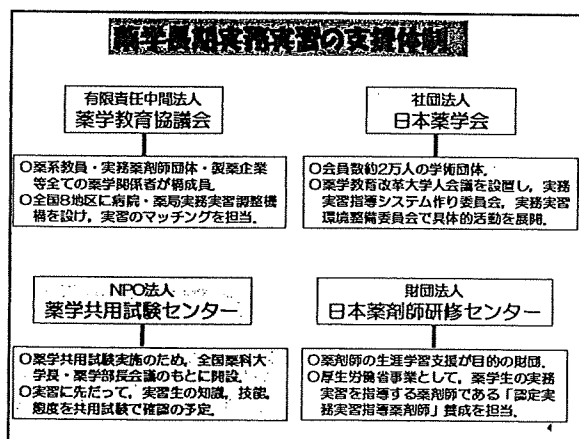 薬学長期実務実習の支援体制
有限責任中間法人
薬学教育協議会
社団法人
日本薬学会
○薬系教員・実務薬剤師団体・製薬企業
等全ての薬学関係者が構成員。
○全国8地区に病院・薬局実務実習調整機
構を設け，実習のマッチングを担当。
○会員数約2万人の学術団体。
○薬学教育改革大学人会議を設置し，実務
実習指導システム作り委員会，実務実習
環境整備委員会で具体的活動を展開。
NPO法人
薬学共用試験センター
財団法人
日本薬剤師研修センター
○薬学共用試験実施のため，全国薬科大
学長・薬学部長会議のもとに開設。
○実習に先だって，実習生の知識，技能，
態度を共用試験で確認の予定。
○薬剤師の生涯学習支援が目的の財団。
○厚生労働省事業として，薬学生の実務
実習を指導する薬剤師である「認定実
務実習指導薬剤師」養成を担当。
4